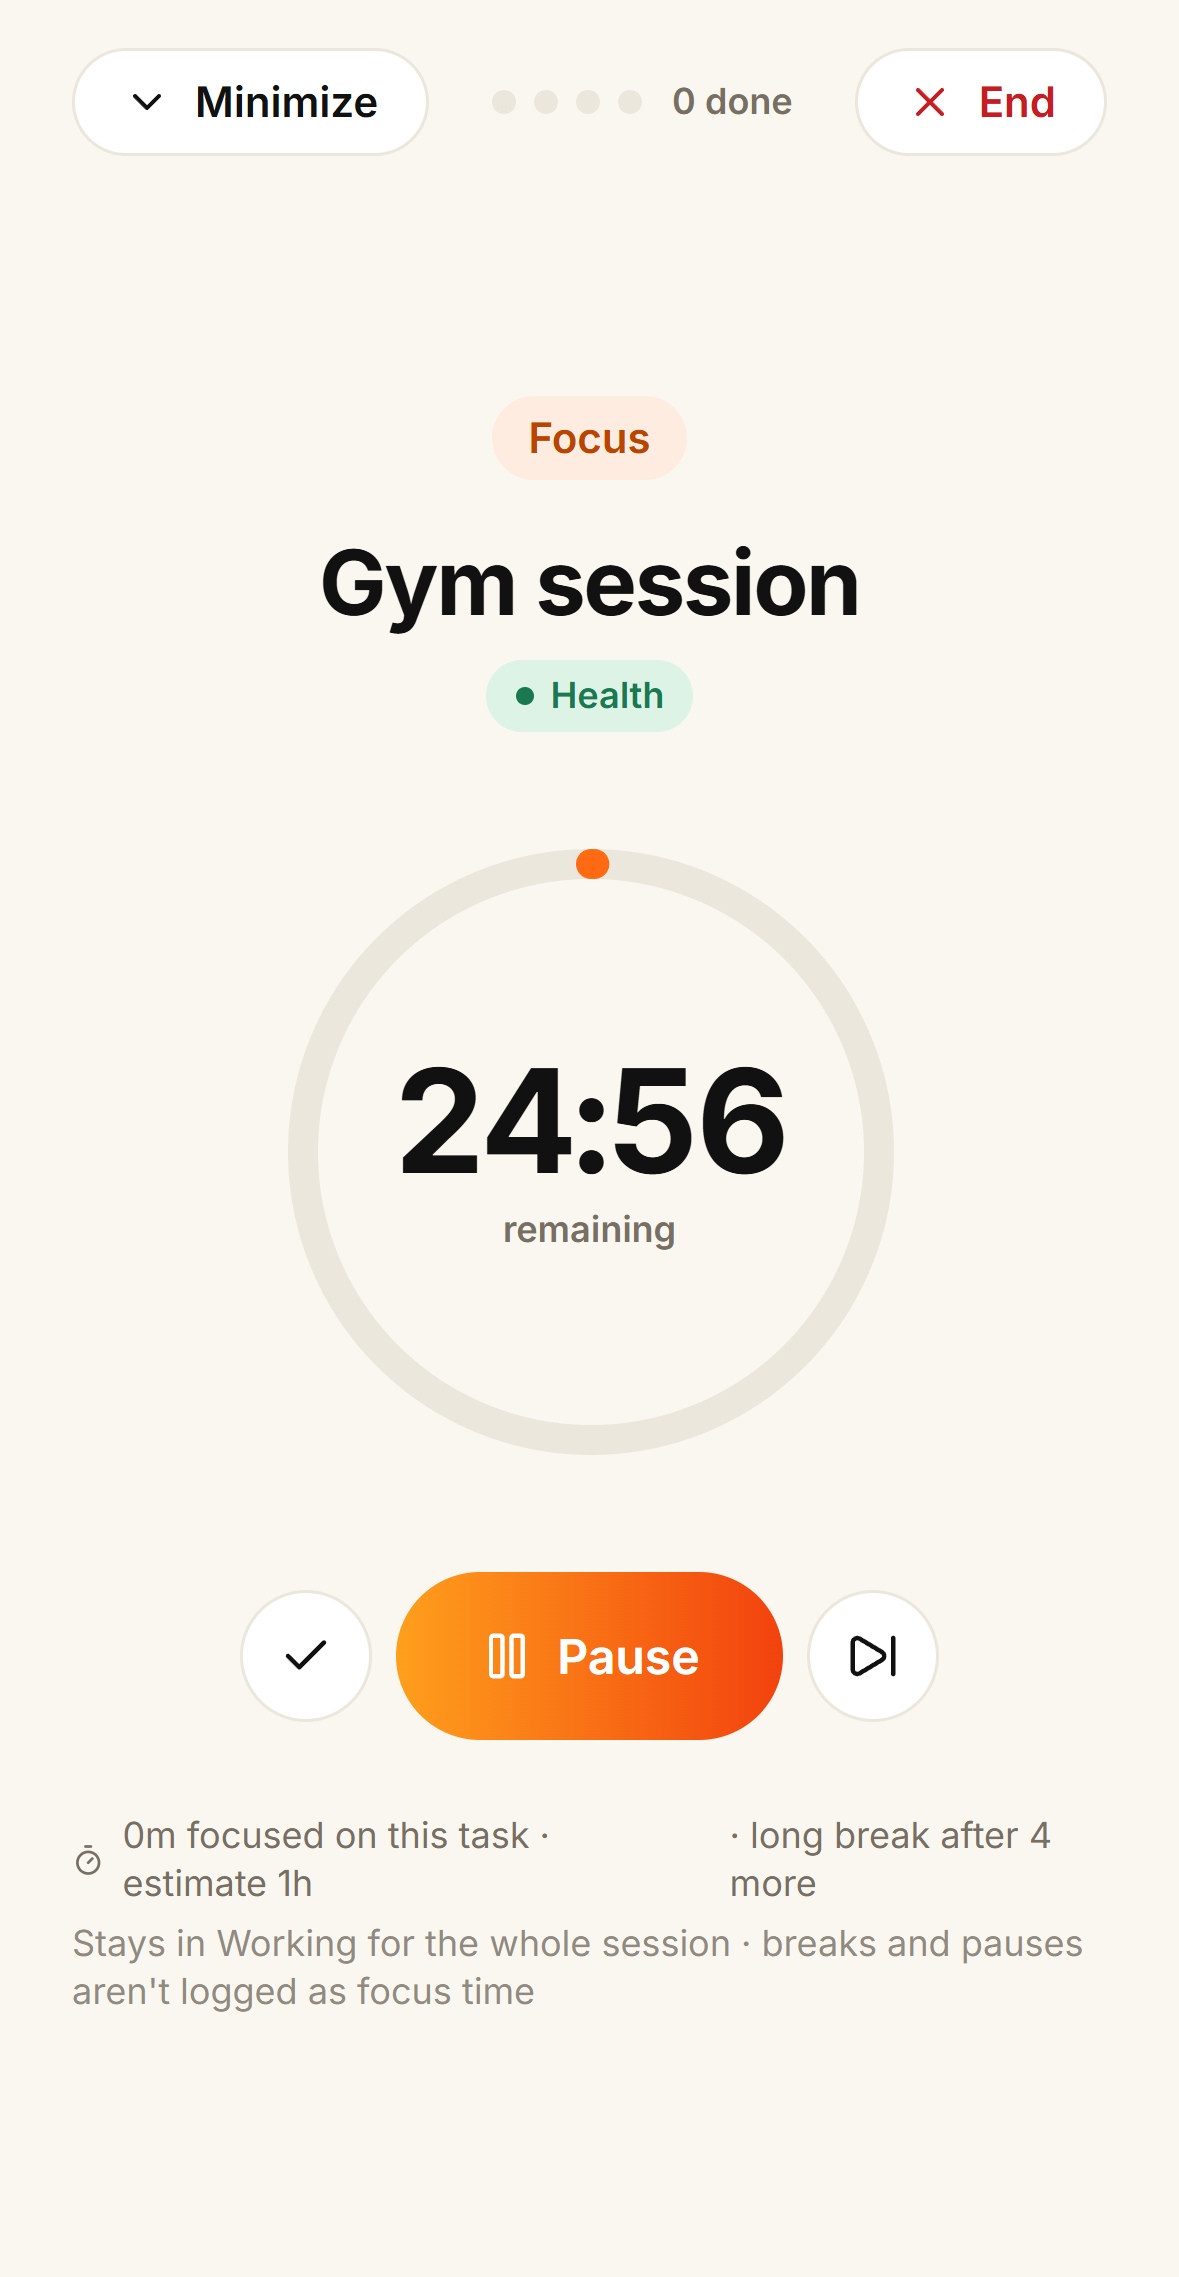 Minimize
0 done
End
Focus
Gym session
Health
24:56
remaining
Pause
0m focused on this task ·
estimate 1h
· long break after 4
more
Stays in Working for the whole session · breaks and pauses
aren't logged as focus time